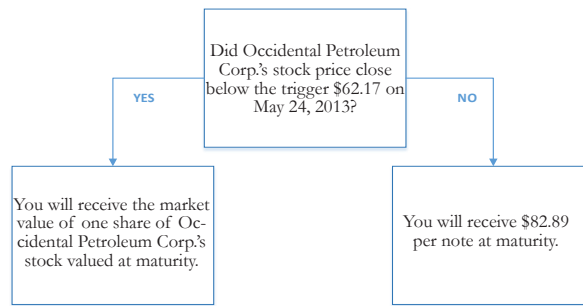 Did Occidental Petroleum
Corp.'s stock price close
below the trigger $62.17 on
May 24, 2013?
YES
NO
You will receive the market
value of one share of Oc-
cidental Petroleum Corp.'s
stock valued at maturity.
You will receive $82.89
per note at maturity.